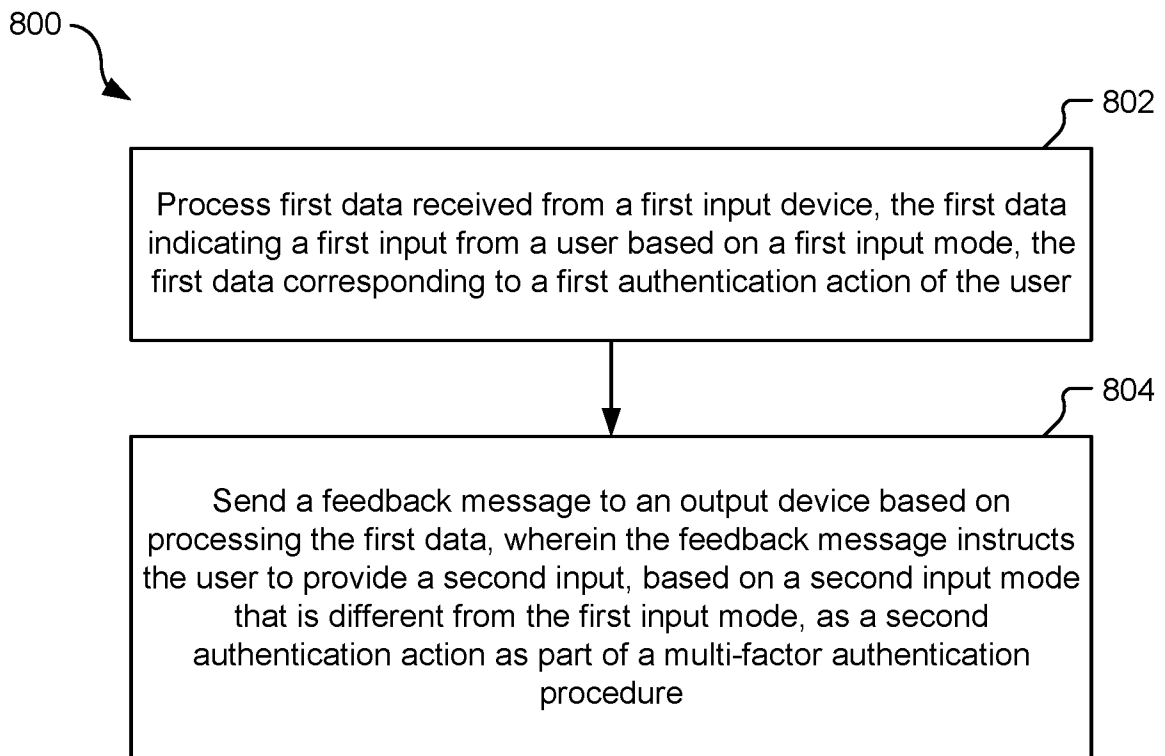 800
802
Process first data received from a first input device, the first data
indicating a first input from a user based on a first input mode, the
first data corresponding to a first authentication action of the user
804
Send a feedback message to an output device based on
processing the first data, wherein the feedback message instructs
the user to provide a second input, based on a second input mode
that is different from the first input mode, as a second
authentication action as part of a multi-factor authentication
procedure